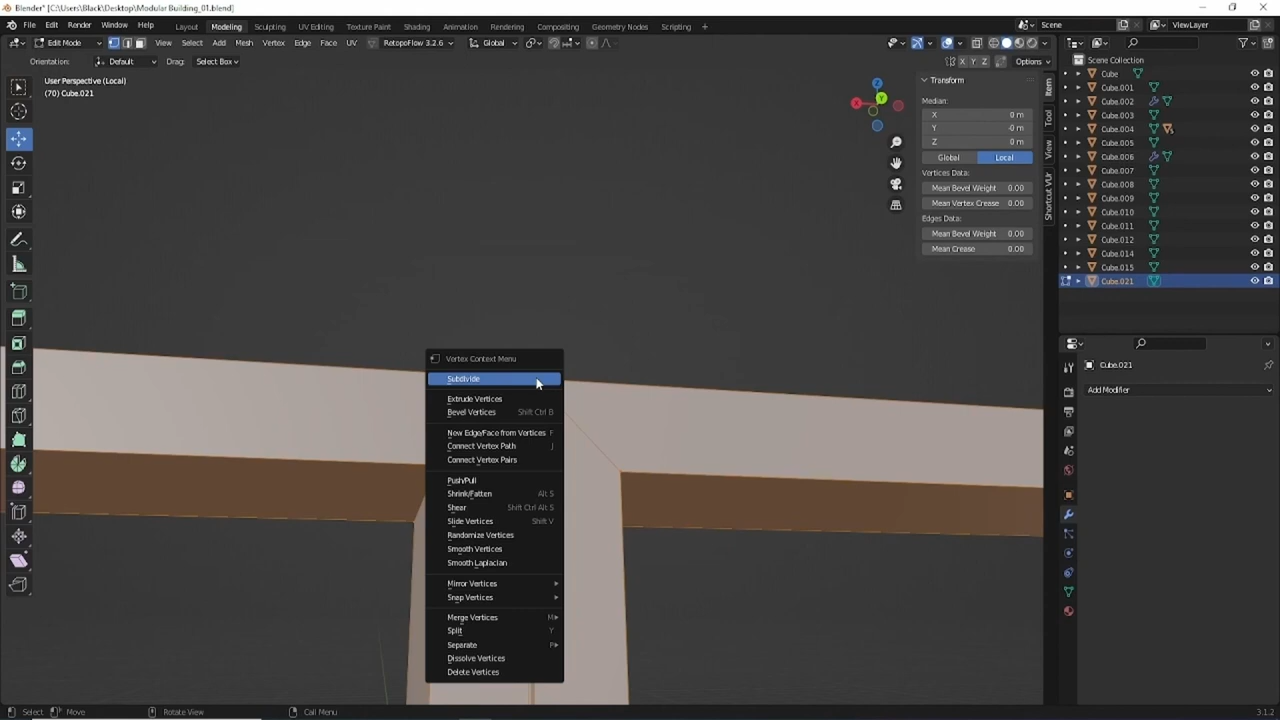 Blender* [C:\Users\Black\Desktop\Modular Building_01.blend]
File Edit Render Window Help Layout Modeling Sculpting UV Editing Texture Paint Shading Animation Rendering Compositing Geometry Nodes Scripting + Scene ViewLayer
Edit Mode View Select Add Mesh Vertex Edge Face UV RetopoFlow 3.2.6 Global
Orientation: Default Drag: Select Box X Y Z Options
User Perspective (Local)
(70) Cube.021
Z
Y
X
Transform
Median:
X 0 m
Y -0 m
Z 0 m
Global Local
Vertices Data:
Mean Bevel Weight 0.00
Mean Vertex Crease 0.00
Edges Data:
Mean Bevel Weight 0.00
Mean Crease 0.00
Item
Tool
View
Shortcut VUr
Scene Collection
Cube
Cube.001
Cube.002
Cube.003
Cube.004
Cube.005
Cube.006
Cube.007
Cube.008
Cube.009
Cube.010
Cube.011
Cube.012
Cube.014
Cube.015
Cube.021
Cube.021
Add Modifier
Vertex Context Menu
Subdivide
Extrude Vertices
Bevel Vertices Shift Ctrl B
New Edge/Face from Vertices F
Connect Vertex Path J
Connect Vertex Pairs
Push/Pull
Shrink/Fatten Alt S
Shear Shift Ctrl Alt S
Slide Vertices Shift V
Randomize Vertices
Smooth Vertices
Smooth Laplacian
Mirror Vertices
Snap Vertices
Merge Vertices M
Split Y
Separate P
Dissolve Vertices
Delete Vertices
Select Move Rotate View Call Menu 3.1.2